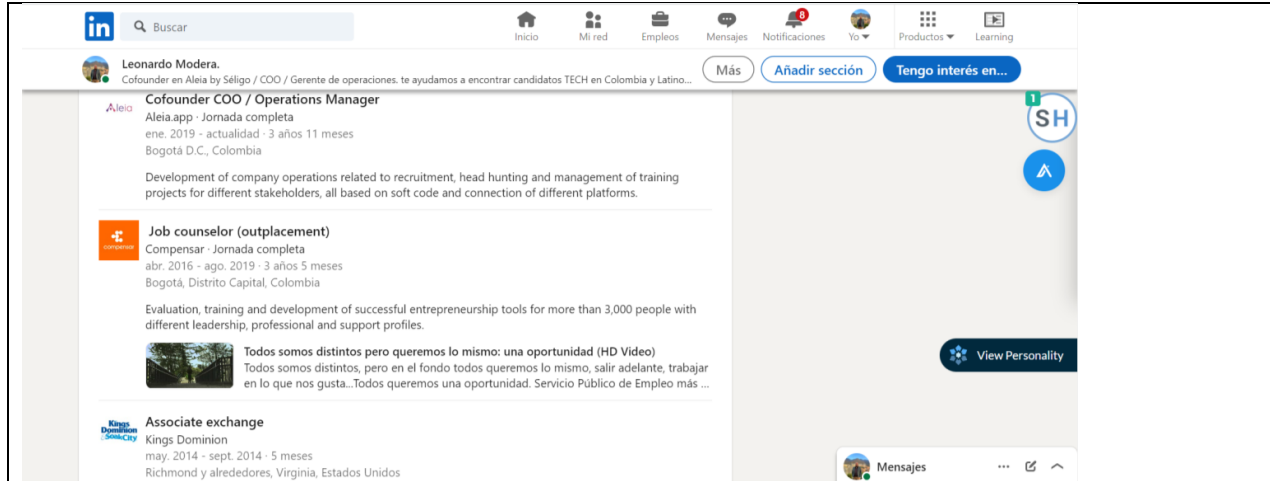 in
Buscar
Inicio
Mi red
Empleos
Mensajes
8
Notificaciones
Yo
Productos
Learning
Leonardo Modera.
Cofounder en Aleia by Séligo / COO / Gerente de operaciones. te ayudamos a encontrar candidatos TECH en Colombia y Latino...
Más
Añadir sección
Tengo interés en...
Aleia
Cofounder COO / Operations Manager
Aleia.app · Jornada completa
ene. 2019 - actualidad · 3 años 11 meses
Bogotá D.C., Colombia
Development of company operations related to recruitment, head hunting and management of training
projects for different stakeholders, all based on soft code and connection of different platforms.
compensar
Job counselor (outplacement)
Compensar · Jornada completa
abr. 2016 - ago. 2019 · 3 años 5 meses
Bogotá, Distrito Capital, Colombia
Evaluation, training and development of successful entrepreneurship tools for more than 3,000 people with
different leadership, professional and support profiles.
Todos somos distintos pero queremos lo mismo: una oportunidad (HD Video)
Todos somos distintos, pero en el fondo todos queremos lo mismo, salir adelante, trabajar
en lo que nos gusta...Todos queremos una oportunidad. Servicio Público de Empleo más ...
Kings
Dominion
SoakCity
Associate exchange
Kings Dominion
may. 2014 - sept. 2014 · 5 meses
Richmond y alrededores, Virginia, Estados Unidos
1
SH
View Personality
Mensajes